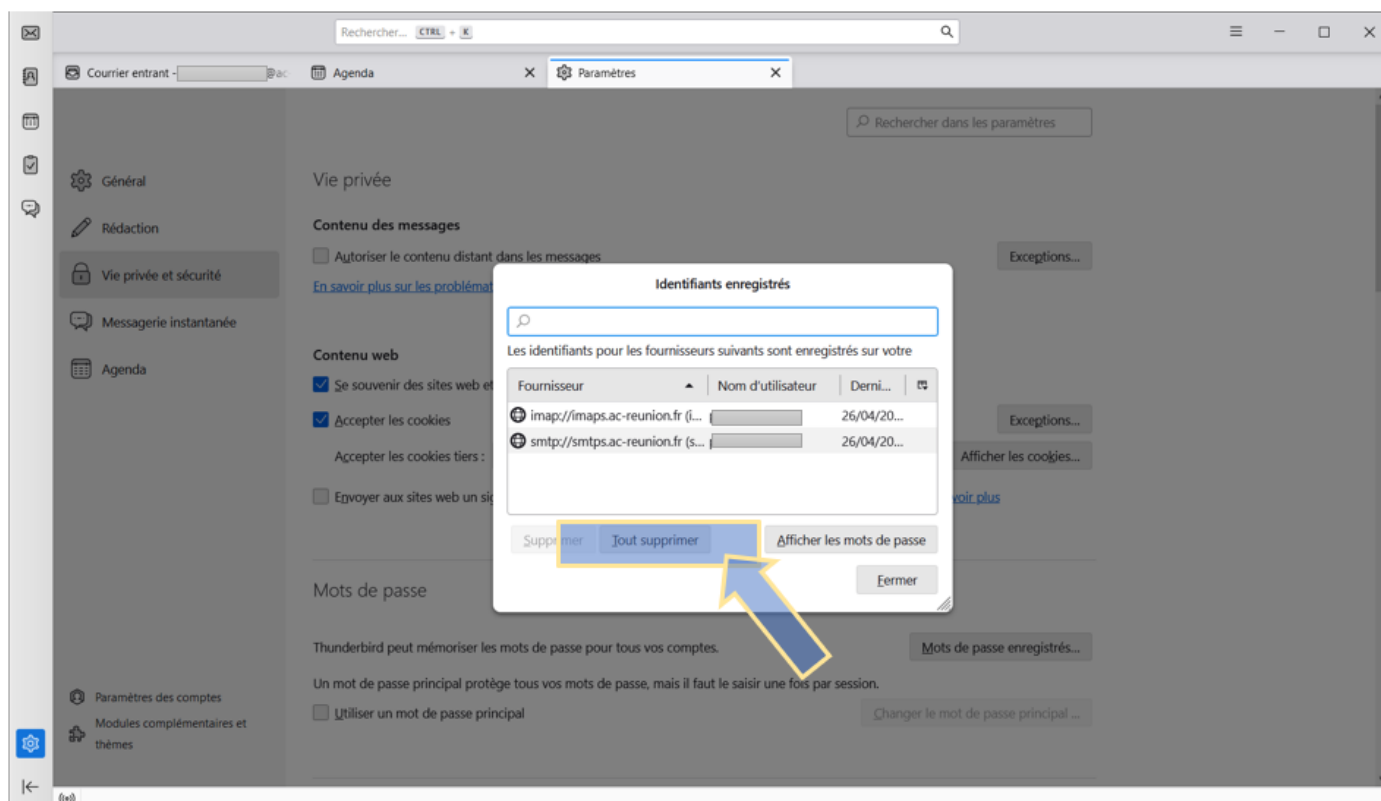 Rechercher... CTRL + K
Courrier entrant - @ac
Agenda
Paramètres
Rechercher dans les paramètres
Général
Rédaction
Vie privée et sécurité
Messagerie instantanée
Agenda
Vie privée
Contenu des messages
Autoriser le contenu distant dans les messages
Exceptions...
En savoir plus sur les problémat
Contenu web
Se souvenir des sites web et
Accepter les cookies
Exceptions...
Accepter les cookies tiers :
Afficher les cookies...
Envoyer aux sites web un sig
voir plus
Identifiants enregistrés
Les identifiants pour les fournisseurs suivants sont enregistrés sur votre
Fournisseur Nom d'utilisateur Derni...
imap://imaps.ac-reunion.fr (i... 26/04/20...
smtp://smtps.ac-reunion.fr (s... 26/04/20...
Supprimer Tout supprimer Afficher les mots de passe
Fermer
Mots de passe
Thunderbird peut mémoriser les mots de passe pour tous vos comptes.
Mots de passe enregistrés...
Un mot de passe principal protège tous vos mots de passe, mais il faut le saisir une fois par session.
Utiliser un mot de passe principal
Changer le mot de passe principal ...
Paramètres des comptes
Modules complémentaires et
thèmes